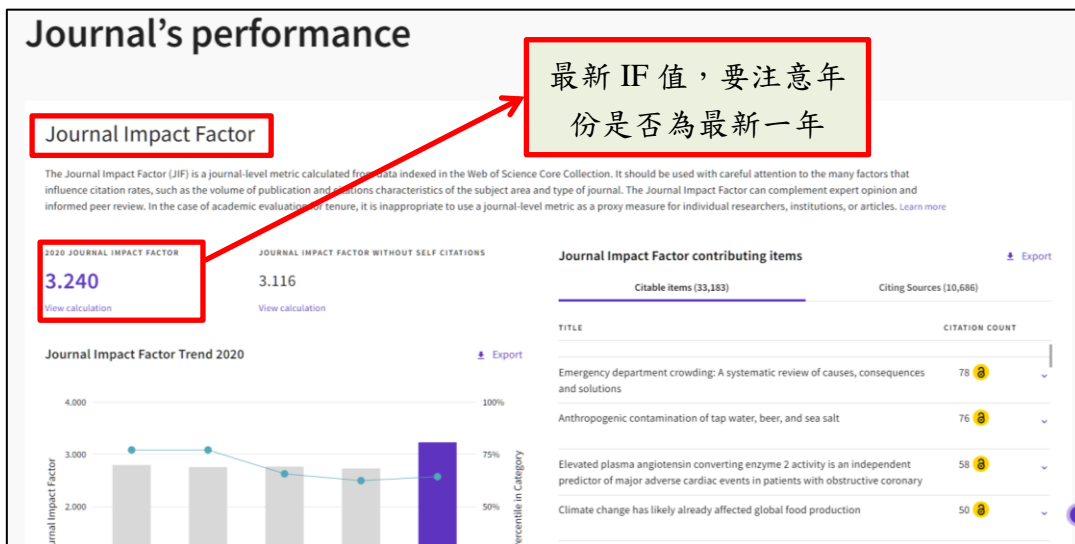 Journal's performance
最新 IF 值，要注意年
份是否為最新一年
Journal Impact Factor
The Journal Impact Factor (JIF) is a journal-level metric calculated from data indexed in the Web of Science Core Collection. It should be used with careful attention to the many factors that
influence citation rates, such as the volume of publication and citations characteristics of the subject area and type of journal. The Journal Impact Factor can complement expert opinion and
informed peer review. In the case of academic evaluation for tenure, it is inappropriate to use a journal-level metric as a proxy measure for individual researchers, institutions, or articles. Learn more
2020 JOURNAL IMPACT FACTOR
3.240
View calculation
JOURNAL IMPACT FACTOR WITHOUT SELF CITATIONS
3.116
View calculation
Journal Impact Factor Trend 2020
Export
4.000
3.000
2.000
100%
75%
50%
Journal Impact Factor contributing items
Export
Citable items (33,183)
Citing Sources (10,686)
TITLE
CITATION COUNT
Emergency department crowding: A systematic review of causes, consequences
and solutions
78
Anthropogenic contamination of tap water, beer, and sea salt
76
Elevated plasma angiotensin converting enzyme 2 activity is an independent
predictor of major adverse cardiac events in patients with obstructive coronary
58
Climate change has likely already affected global food production
50